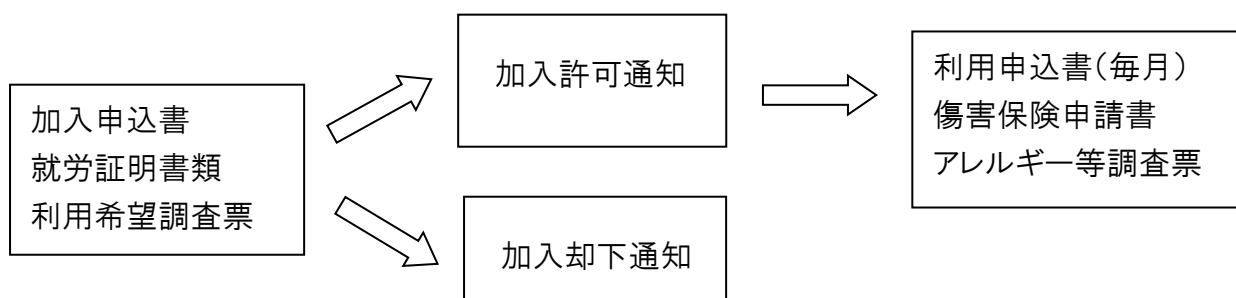 加入申込書
就労証明書類
利用希望調査票
加入許可通知
加入却下通知
利用申込書(毎月)
傷害保険申請書
アレルギー等調査票